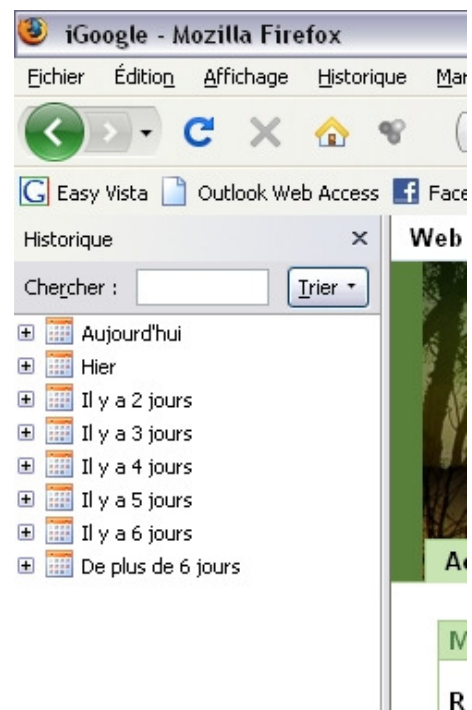 iGoogle - Mozilla Firefox
Fichier Édition Affichage Historique Mar
Easy Vista Outlook Web Access Face
Historique
Web
Chercher : Trier
Aujourd'hui
Hier
Il y a 2 jours
Il y a 3 jours
Il y a 4 jours
Il y a 5 jours
Il y a 6 jours
De plus de 6 jours
M
R